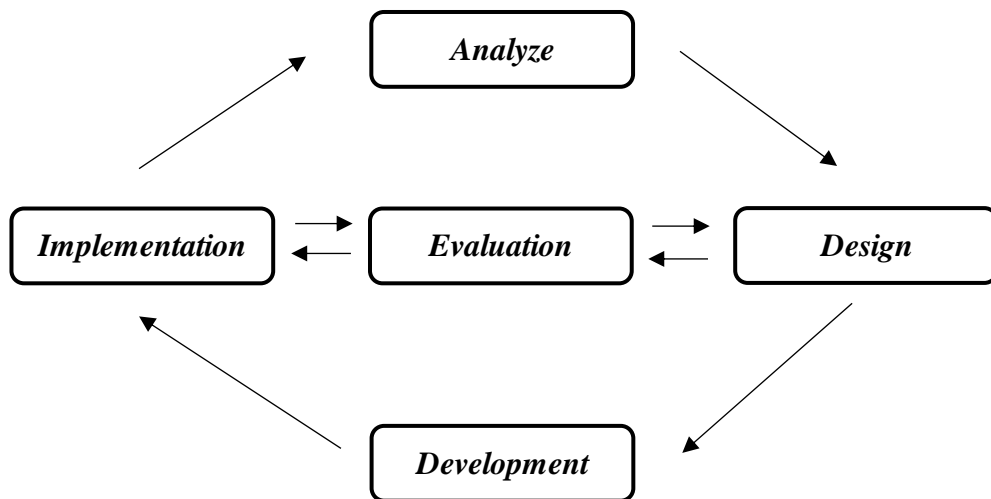 Analyze
Implementation
Evaluation
Design
Development